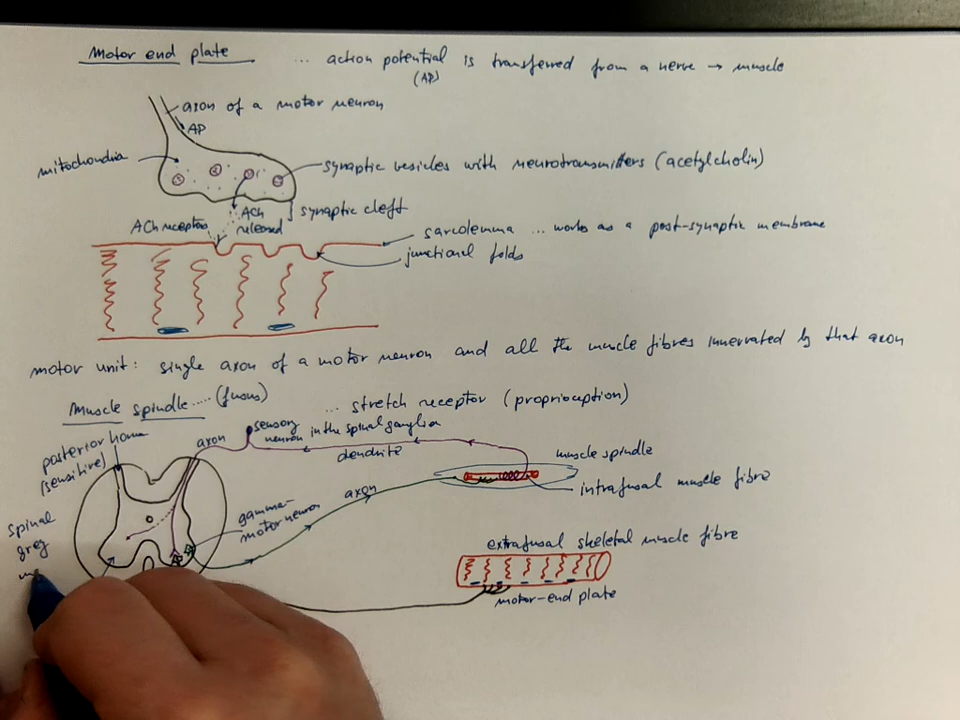 Motor end plate ... action potential is transferred from a nerve → muscle
(AP)
axon of a motor neuron
AP
mitochondria
synaptic vesicles with neurotransmitters (acetylcholin)
ACh
released
synaptic cleft
ACh receptors
sarcolemma ... works as a post-synaptic membrane
junctional folds
motor unit: single axon of a motor neuron and all the muscle fibres innervated by that axon
Muscle spindle..... (fusus) ... stretch receptor (proprioception)
posterior horn
(sensitive)
axon
sensory
neuron in the spinal ganglia
dendrite
muscle spindle
intrafusal muscle fibre
axon
gamma-
motor neuron
spinal
grey
extrafusal skeletal muscle fibre
motor-end plate